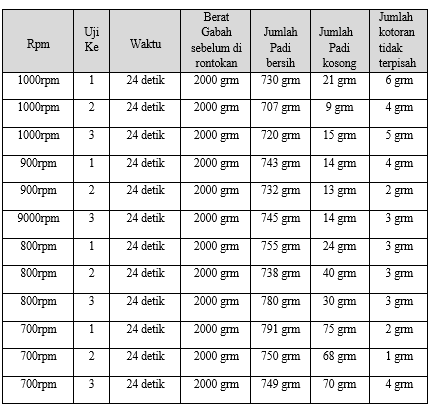 Rpm | Uji Ke | Waktu | Berat Gabah sebelum di rontokan | Jumlah Padi bersih | Jumlah Padi kosong | Jumlah kotoran tidak terpisah
1000rpm | 1 | 24 detik | 2000 grm | 730 grm | 21 grm | 6 grm
1000rpm | 2 | 24 detik | 2000 grm | 707 grm | 9 grm | 4 grm
1000rpm | 3 | 24 detik | 2000 grm | 720 grm | 15 grm | 5 grm
900rpm | 1 | 24 detik | 2000 grm | 743 grm | 14 grm | 4 grm
900rpm | 2 | 24 detik | 2000 grm | 732 grm | 13 grm | 2 grm
9000rpm | 3 | 24 detik | 2000 grm | 745 grm | 14 grm | 3 grm
800rpm | 1 | 24 detik | 2000 grm | 755 grm | 24 grm | 3 grm
800rpm | 2 | 24 detik | 2000 grm | 738 grm | 40 grm | 3 grm
800rpm | 3 | 24 detik | 2000 grm | 780 grm | 30 grm | 3 grm
700rpm | 1 | 24 detik | 2000 grm | 791 grm | 75 grm | 2 grm
700rpm | 2 | 24 detik | 2000 grm | 750 grm | 68 grm | 1 grm
700rpm | 3 | 24 detik | 2000 grm | 749 grm | 70 grm | 4 grm